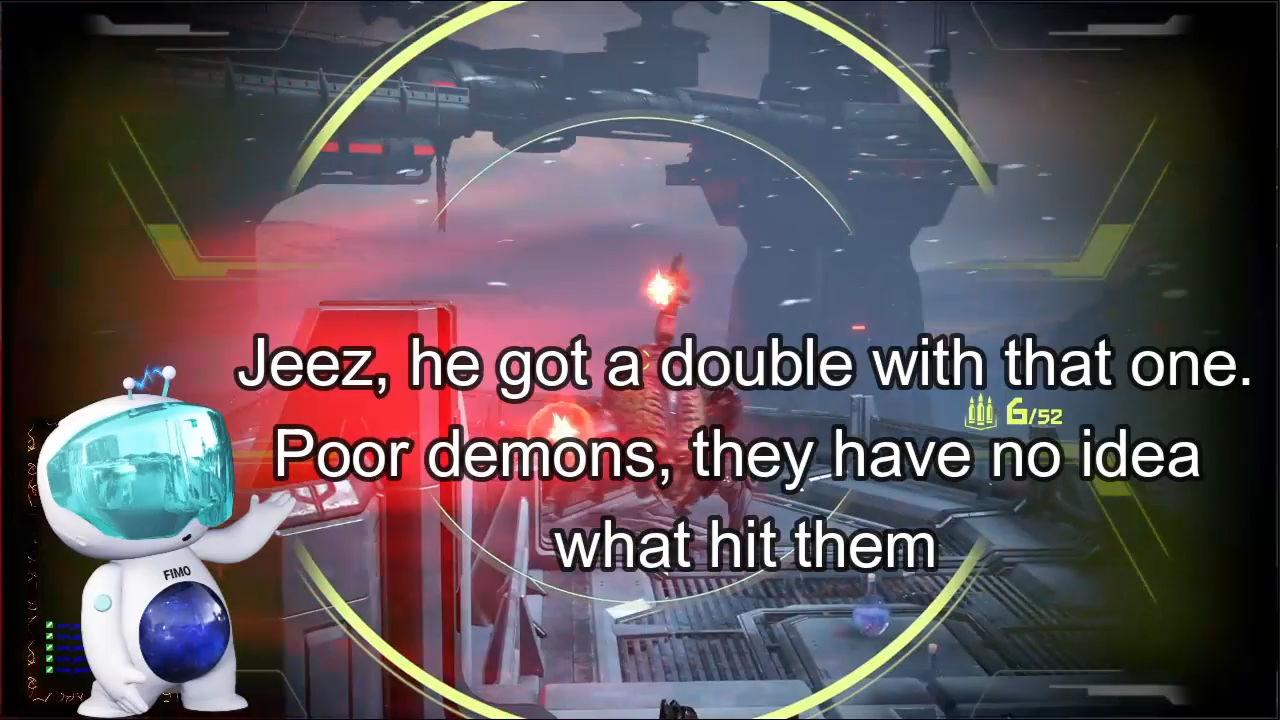 Jeez, he got a double with that one.
6/52
Poor demons, they have no idea
what hit them
FIMO